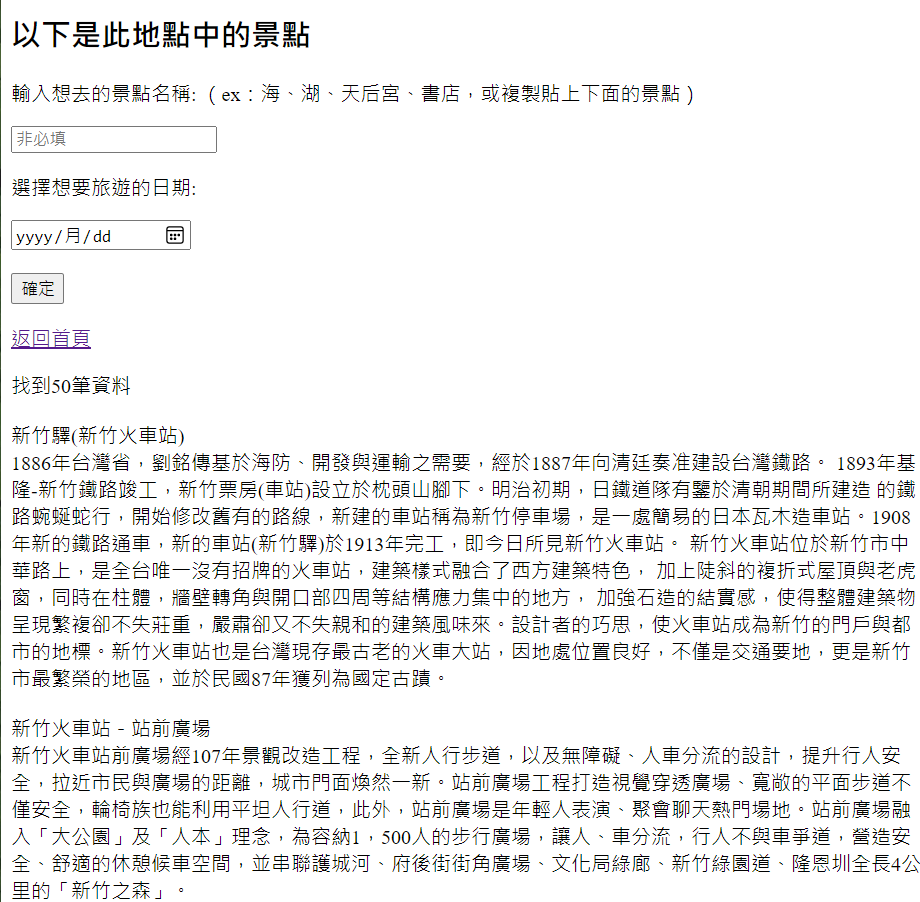 以下是此地點中的景點
輸入想去的景點名稱: （ex：海、湖、天后宮、書店，或複製貼上下面的景點）
非必填
選擇想要旅遊的日期:
yyyy/月/dd
確定
返回首頁
找到50筆資料
新竹驛(新竹火車站)
1886年台灣省，劉銘傳基於海防、開發與運輸之需要，經於1887年向清廷奏准建設台灣鐵路。 1893年基
隆-新竹鐵路竣工，新竹票房(車站)設立於枕頭山腳下。明治初期，日鐵道隊有鑒於清朝期間所建造 的鐵
路蜿蜒蛇行，開始修改舊有的路線，新建的車站稱為新竹停車場，是一處簡易的日本瓦木造車站。1908
年新的鐵路通車，新的車站(新竹驛)於1913年完工，即今日所見新竹火車站。 新竹火車站位於新竹市中
華路上，是全台唯一沒有招牌的火車站，建築樣式融合了西方建築特色， 加上陡斜的複折式屋頂與老虎
窗，同時在柱體，牆壁轉角與開口部四周等結構應力集中的地方， 加強石造的結實感，使得整體建築物
呈現繁複卻不失莊重，嚴肅卻又不失親和的建築風味來。設計者的巧思，使火車站成為新竹的門戶與都
市的地標。新竹火車站也是台灣現存最古老的火車大站，因地處位置良好，不僅是交通要地，更是新竹
市最繁榮的地區，並於民國87年獲列為國定古蹟。
新竹火車站 - 站前廣場
新竹火車站前廣場經107年景觀改造工程，全新人行步道，以及無障礙、人車分流的設計，提升行人安
全，拉近市民與廣場的距離，城市門面煥然一新。站前廣場工程打造視覺穿透廣場、寬敞的平面步道不
僅安全，輪椅族也能利用平坦人行道，此外，站前廣場是年輕人表演、聚會聊天熱門場地。站前廣場融
入「大公園」及「人本」理念，為容納1，500人的步行廣場，讓人、車分流，行人不與車爭道，營造安
全、舒適的休憩候車空間，並串聯護城河、府後街街角廣場、文化局綠廊、新竹綠園道、隆恩圳全長4公
里的「新竹之森」。